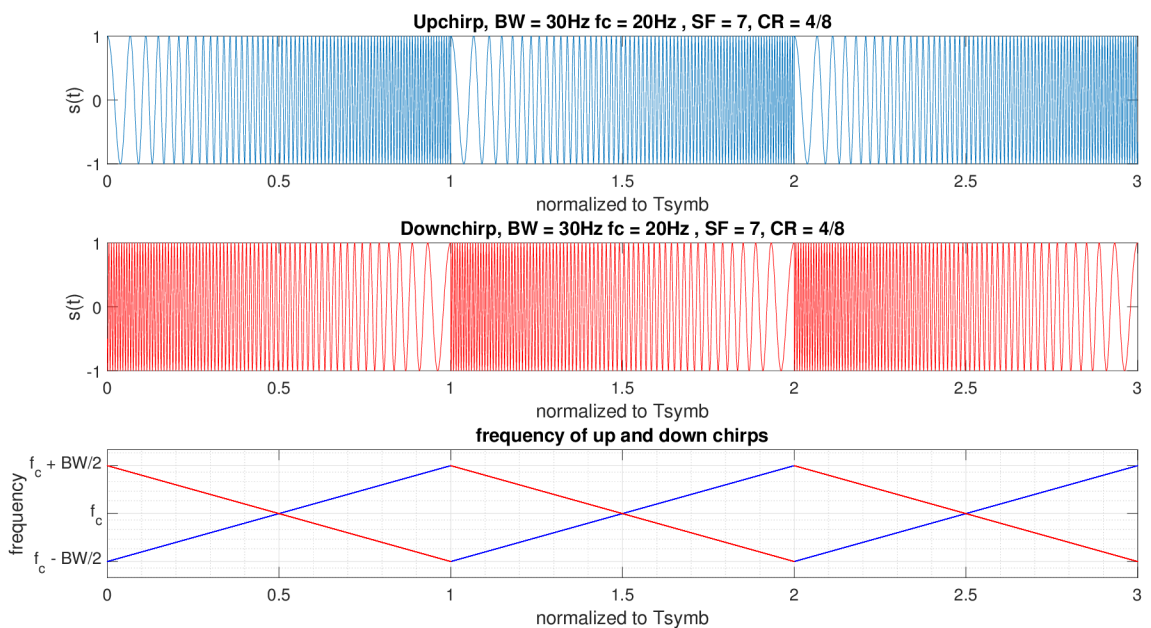 Upchirp, BW = 30Hz fc = 20Hz , SF = 7, CR = 4/8
1
0
-1
s(t)
0 0.5 1 1.5 2 2.5 3
normalized to Tsymb
Downchirp, BW = 30Hz fc = 20Hz , SF = 7, CR = 4/8
1
0
-1
s(t)
0 0.5 1 1.5 2 2.5 3
normalized to Tsymb
frequency of up and down chirps
f_c + BW/2
f_c
f_c - BW/2
frequency
0 0.5 1 1.5 2 2.5 3
normalized to Tsymb